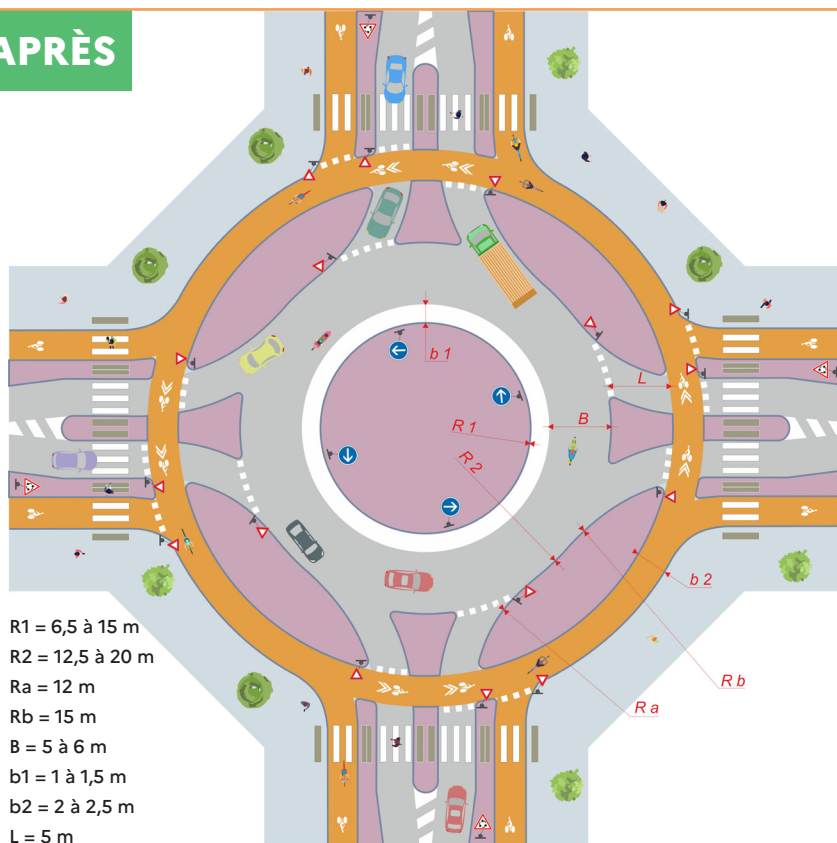 APRÈS
b 1
L
B
R 1
R 2
b 2
R b
R a
R1 = 6,5 à 15 m
R2 = 12,5 à 20 m
Ra = 12 m
Rb = 15 m
B = 5 à 6 m
b1 = 1 à 1,5 m
b2 = 2 à 2,5 m
L = 5 m